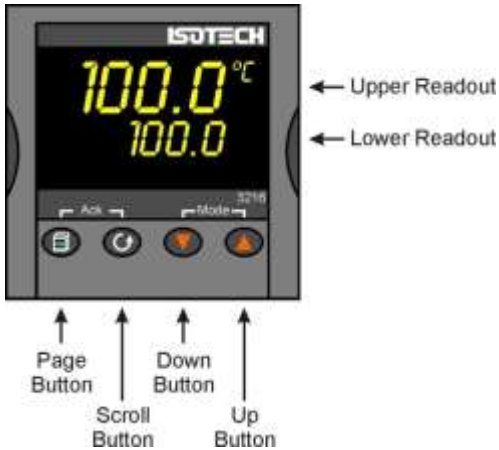 ISOTECH
100.0 °C
Upper Readout
100.0
Lower Readout
3216
Ack
Mode
Page
Button
Scroll
Button
Down
Button
Up
Button